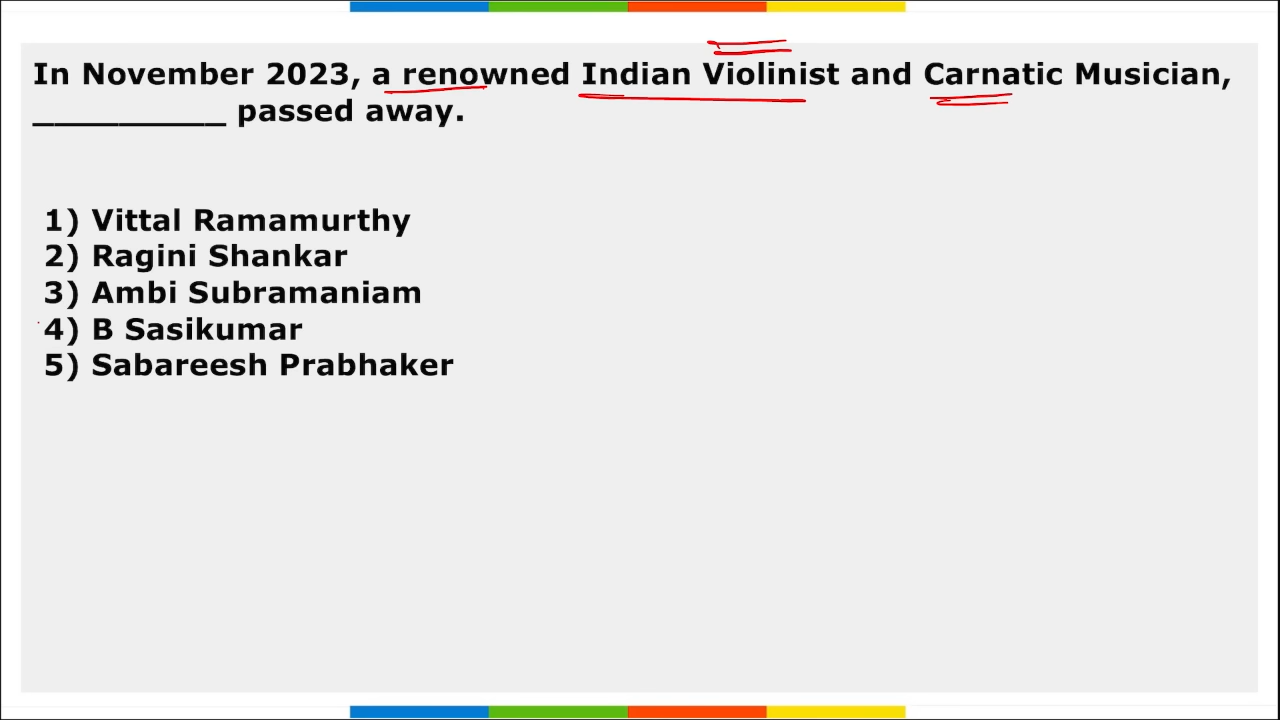 In November 2023, a renowned Indian Violinist and Carnatic Musician,
___________ passed away.
1) Vittal Ramamurthy
2) Ragini Shankar
3) Ambi Subramaniam
4) B Sasikumar
5) Sabareesh Prabhaker